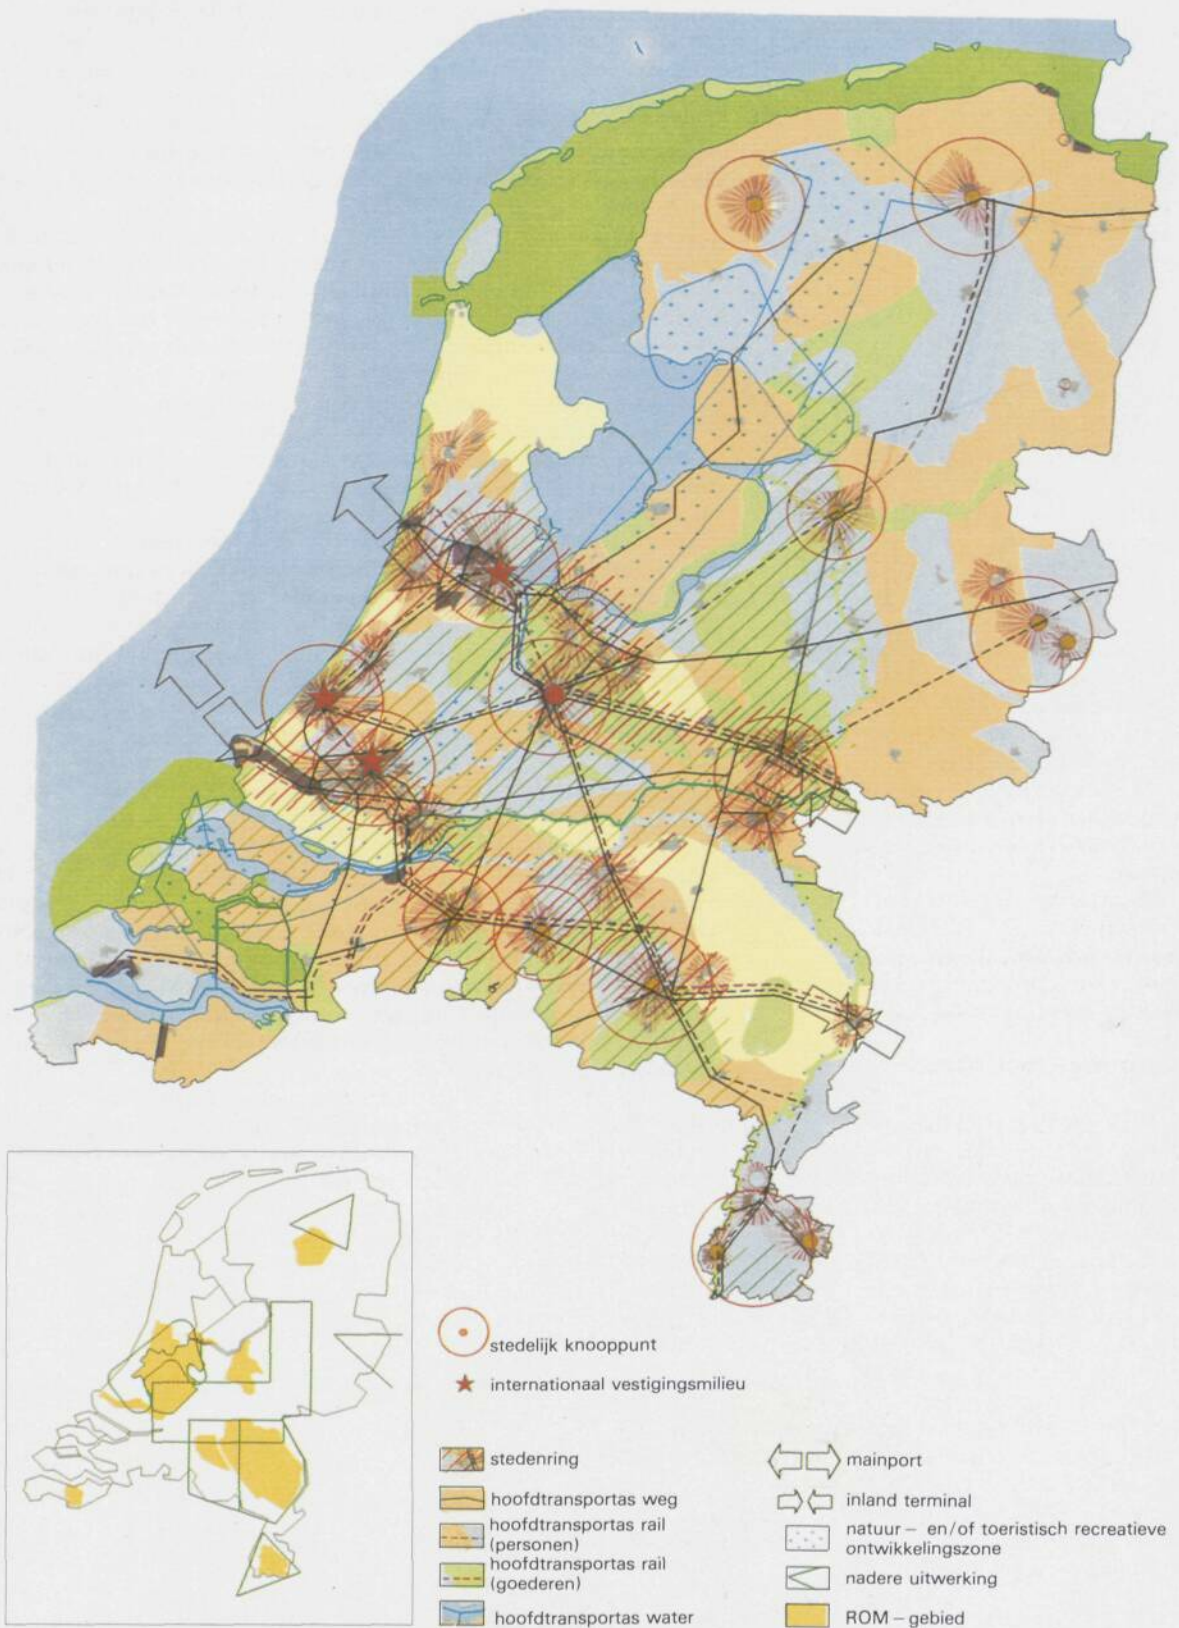 stedelijk knooppunt
internationaal vestigingsmilieu
stedenring
hoofdtransportas weg
hoofdtransportas rail
(personen)
hoofdtransportas rail
(goederen)
hoofdtransportas water
mainport
inland terminal
natuur – en/of toeristisch recreatieve
ontwikkelingszone
nadere uitwerking
ROM – gebied